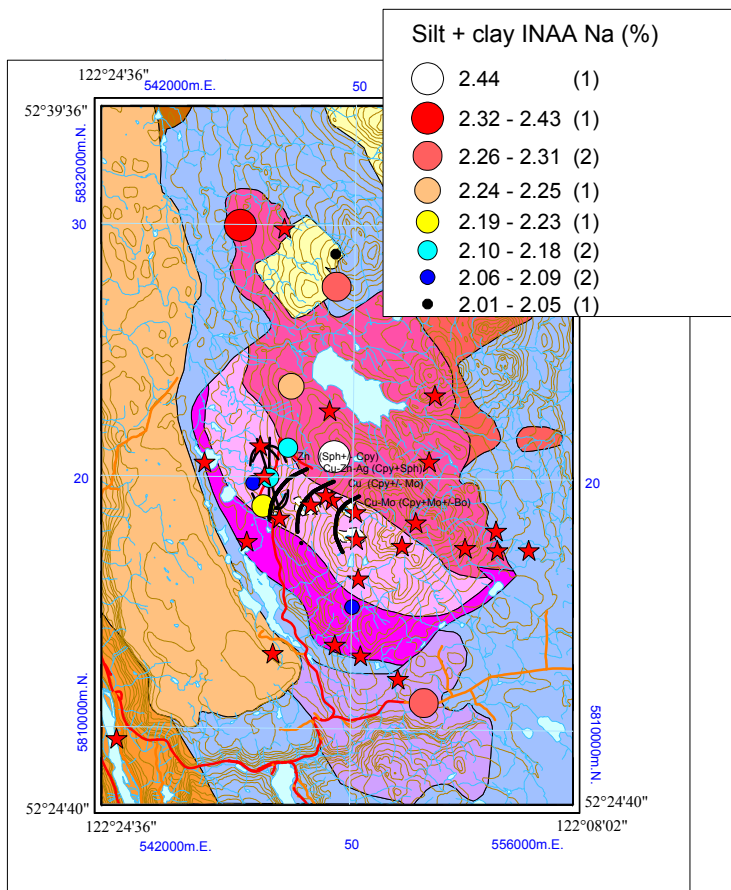 Silt + clay INAA Na (%)
2.44 (1)
2.32 - 2.43 (1)
2.26 - 2.31 (2)
2.24 - 2.25 (1)
2.19 - 2.23 (1)
2.10 - 2.18 (2)
2.06 - 2.09 (2)
2.01 - 2.05 (1)
122°24'36"
542000m.E. 50
52°39'36"
5832000m.N.
30
20 20
Zn (Sph+/- Cpy)
Cu-Zn-Ag (Cpy+Sph)
Cu (Cpy+/- Mo)
Cu-Mo (Cpy+Mo+/-Bo)
5810000m.N. 5810000m.N.
52°24'40" 52°24'40"
122°24'36" 122°08'02"
542000m.E. 50 556000m.E.